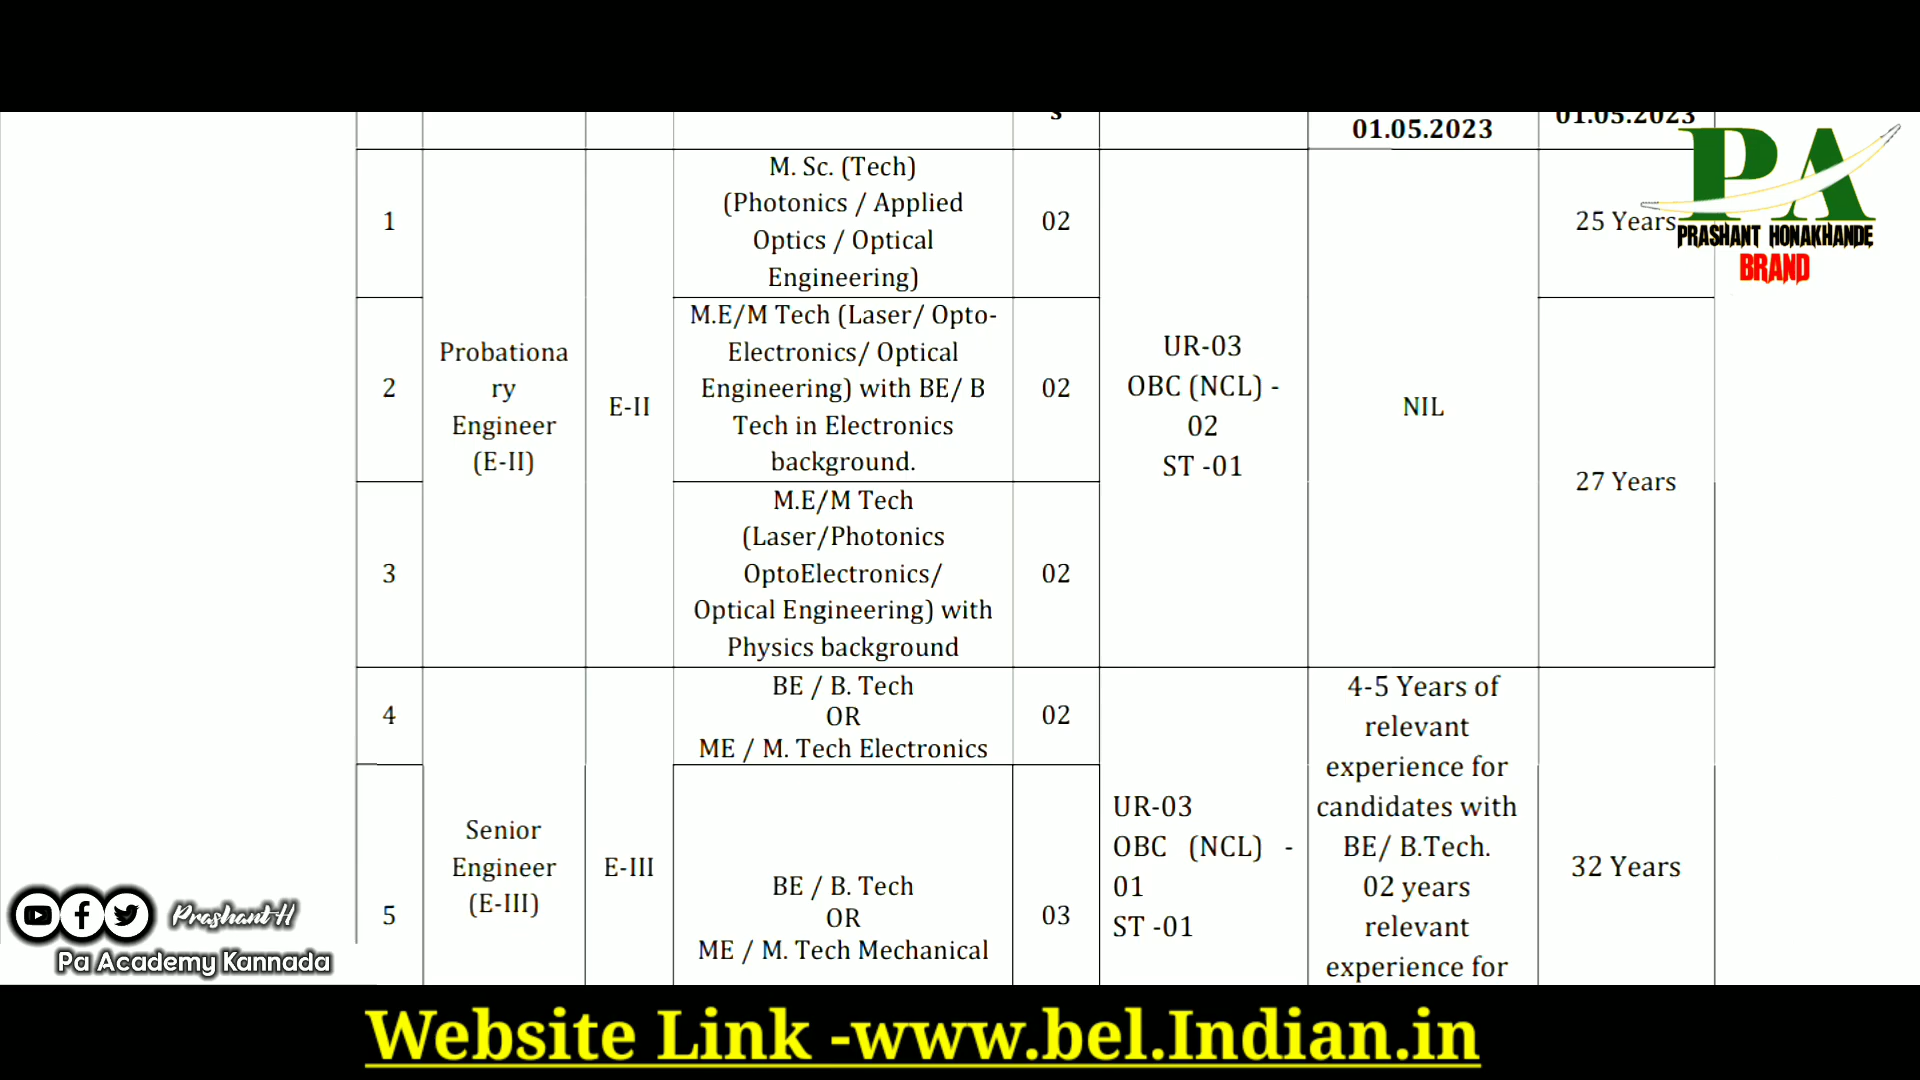 s
01.05.2023
01.05.2023
1
Probationa
ry
Engineer
(E-II)
E-II
M. Sc. (Tech)
(Photonics / Applied
Optics / Optical
Engineering)
02
UR-03
OBC (NCL) -
02
ST -01
NIL
25 Years
2
M.E/M Tech (Laser/ Opto-
Electronics/ Optical
Engineering) with BE/ B
Tech in Electronics
background.
02
27 Years
3
M.E/M Tech
(Laser/Photonics
OptoElectronics/
Optical Engineering) with
Physics background
02
4
Senior
Engineer
(E-III)
E-III
BE / B. Tech
OR
ME / M. Tech Electronics
02
UR-03
OBC (NCL) -
01
ST -01
4-5 Years of
relevant
experience for
candidates with
BE/ B.Tech.
02 years
relevant
experience for
32 Years
5
BE / B. Tech
OR
ME / M. Tech Mechanical
03
PA
PRASHANT HONAKHANDE
BRAND
Prashant H
Pa Academy Kannada
Website Link -www.bel.Indian.in